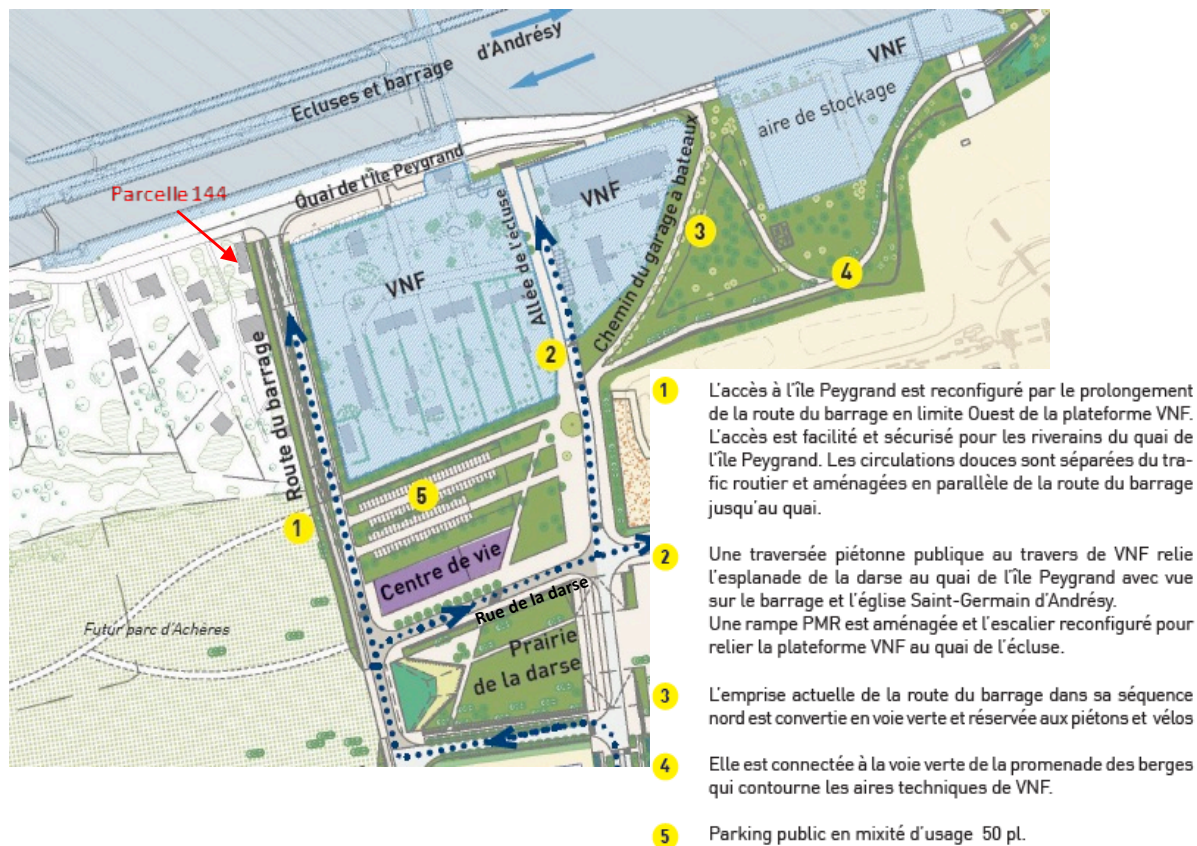 d'Andrésy
Ecluses et barrage
VNF
aire de stockage
Quai de l'île Peygrand
Parcelle 144
VNF
Allée de l'écluse
VNF
Chemin du garage à bateaux
3
4
2
Route du barrage
5
1
Centre de vie
Rue de la darse
Futur parc d'Achères
Prairie
de la darse
1 L'accès à l'île Peygrand est reconfiguré par le prolongement
de la route du barrage en limite Ouest de la plateforme VNF.
L'accès est facilité et sécurisé pour les riverains du quai de
l'île Peygrand. Les circulations douces sont séparées du tra-
fic routier et aménagées en parallèle de la route du barrage
jusqu'au quai.
2 Une traversée piétonne publique au travers de VNF relie
l'esplanade de la darse au quai de l'île Peygrand avec vue
sur le barrage et l'église Saint-Germain d'Andrésy.
Une rampe PMR est aménagée et l'escalier reconfiguré pour
relier la plateforme VNF au quai de l'écluse.
3 L'emprise actuelle de la route du barrage dans sa séquence
nord est convertie en voie verte et réservée aux piétons et vélos
4 Elle est connectée à la voie verte de la promenade des berges
qui contourne les aires techniques de VNF.
5 Parking public en mixité d'usage 50 pl.